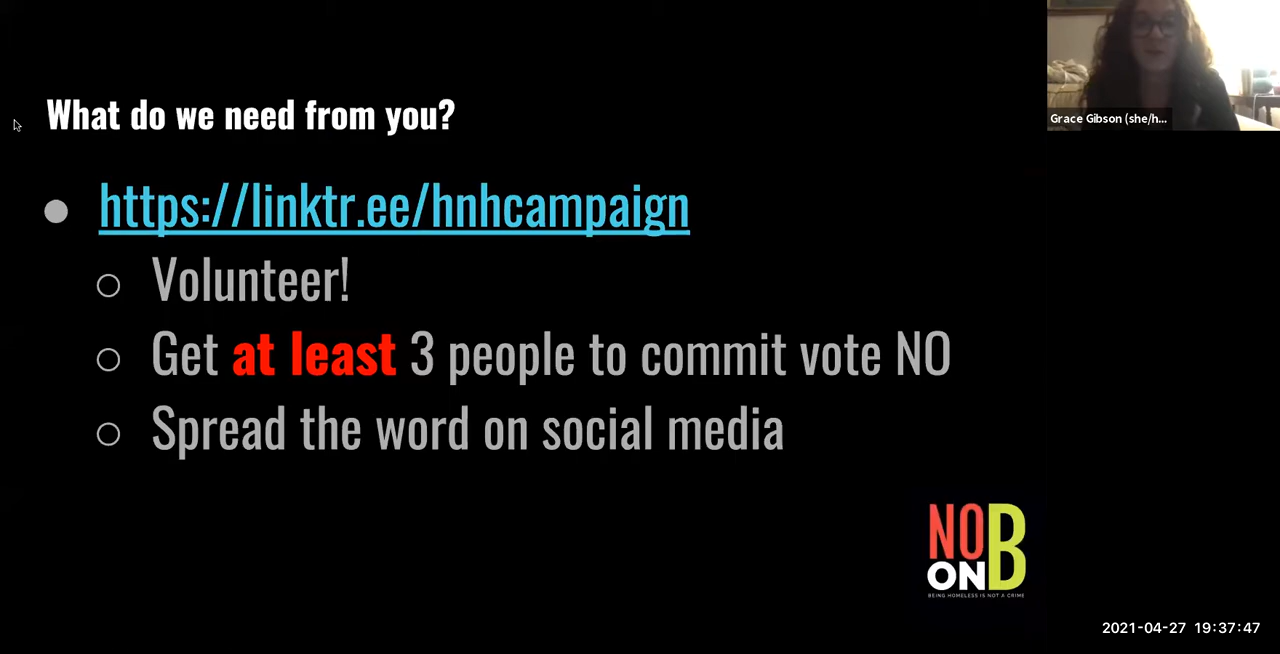 What do we need from you?
https://linktr.ee/hnhcampaign
Volunteer!
Get at least 3 people to commit vote NO
Spread the word on social media
Grace Gibson (she/h...
NO
ON B
BEING HOMELESS IS NOT A CRIME
2021-04-27 19:37:47